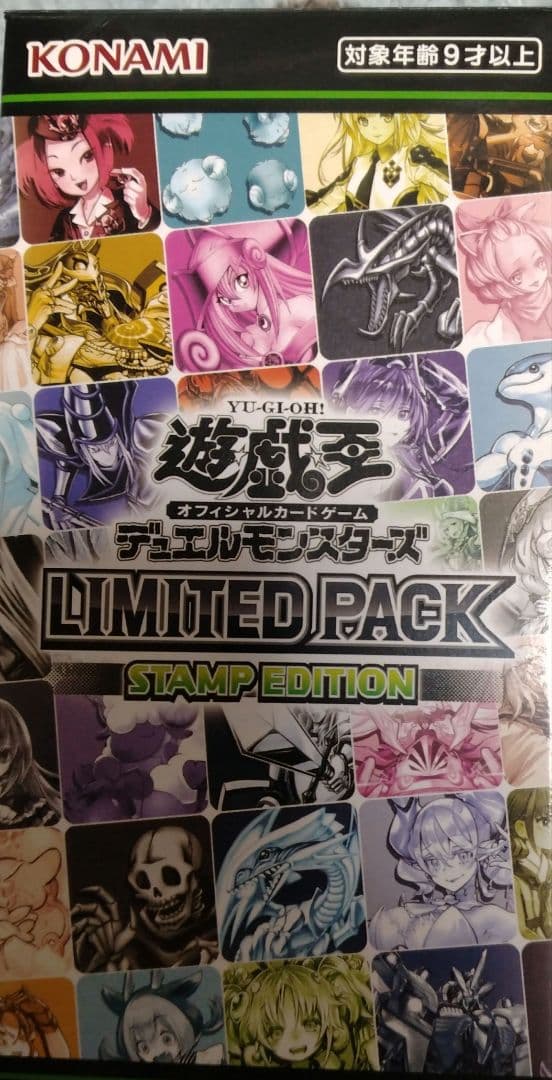 KONAMI
対象年齢9才以上
YU-GI-OH!
遊☆戯☆王
オフィシャルカードゲーム
デュエルモンスターズ
LIMITED PACK
STAMP EDITION